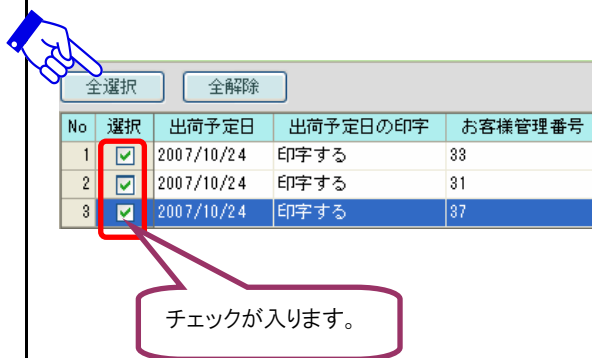 全選択 全解除
No 選択 出荷予定日 出荷予定日の印字 お客様管理番号
1 2007/10/24 印字する 33
2 2007/10/24 印字する 31
3 2007/10/24 印字する 37
チェックが入ります。